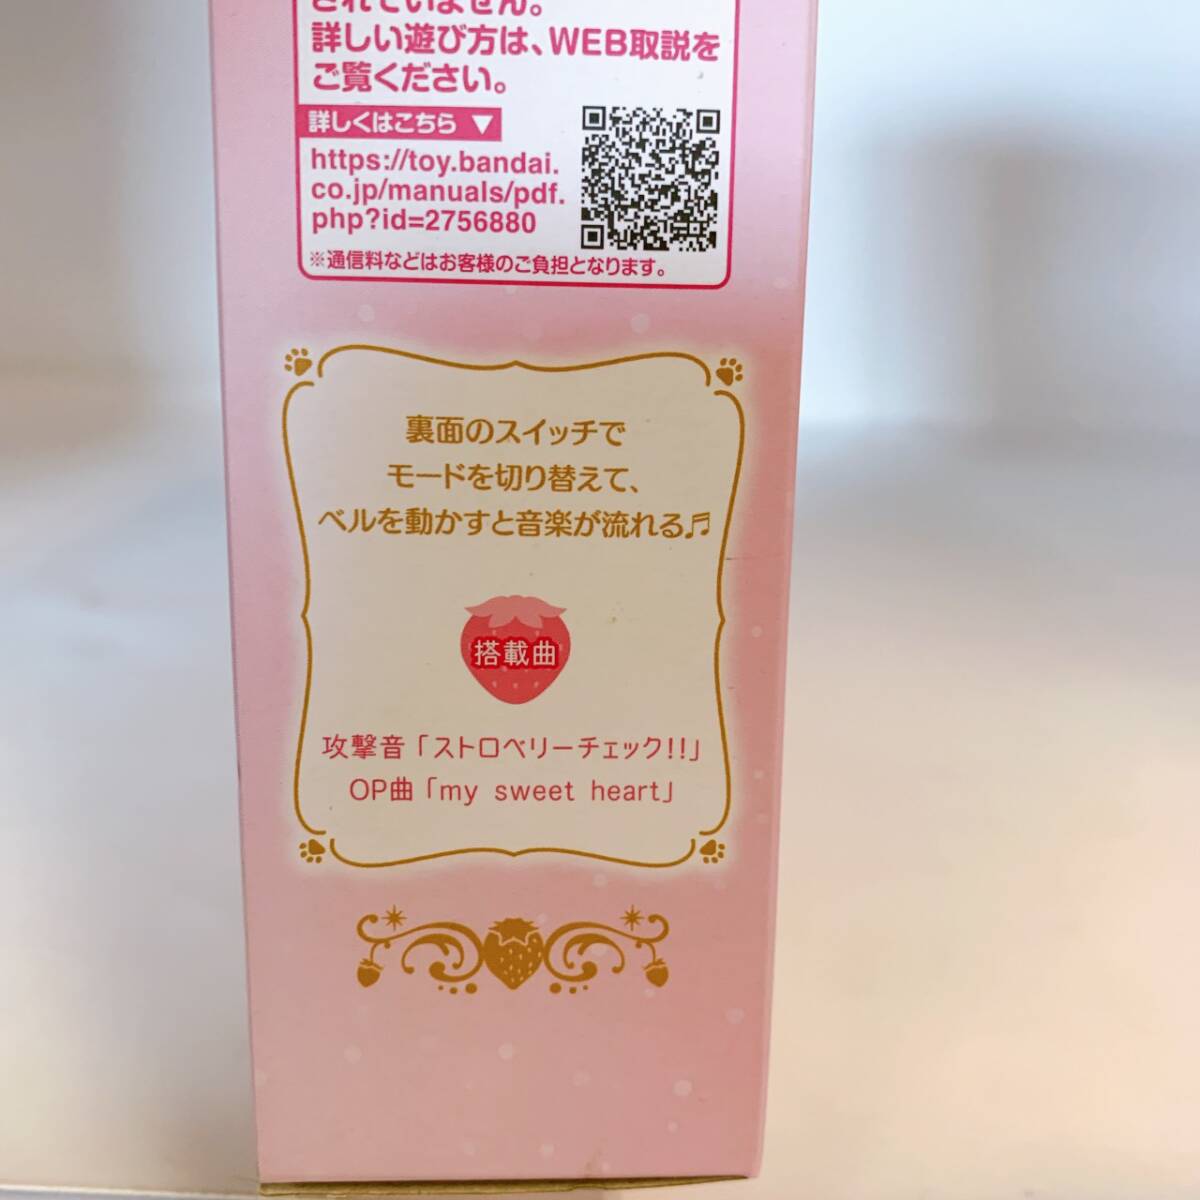 されていません。
詳しい遊び方は、WEB取説を
ご覧ください。
詳しくはこちら ▼
https://toy.bandai.
co.jp/manuals/pdf.
php?id=2756880
※通信料などはお客様のご負担となります。
裏面のスイッチで
モードを切り替えて、
ベルを動かすと音楽が流れる♬
搭載曲
攻撃音「ストロベリーチェック!!」
OP曲「my sweet heart」